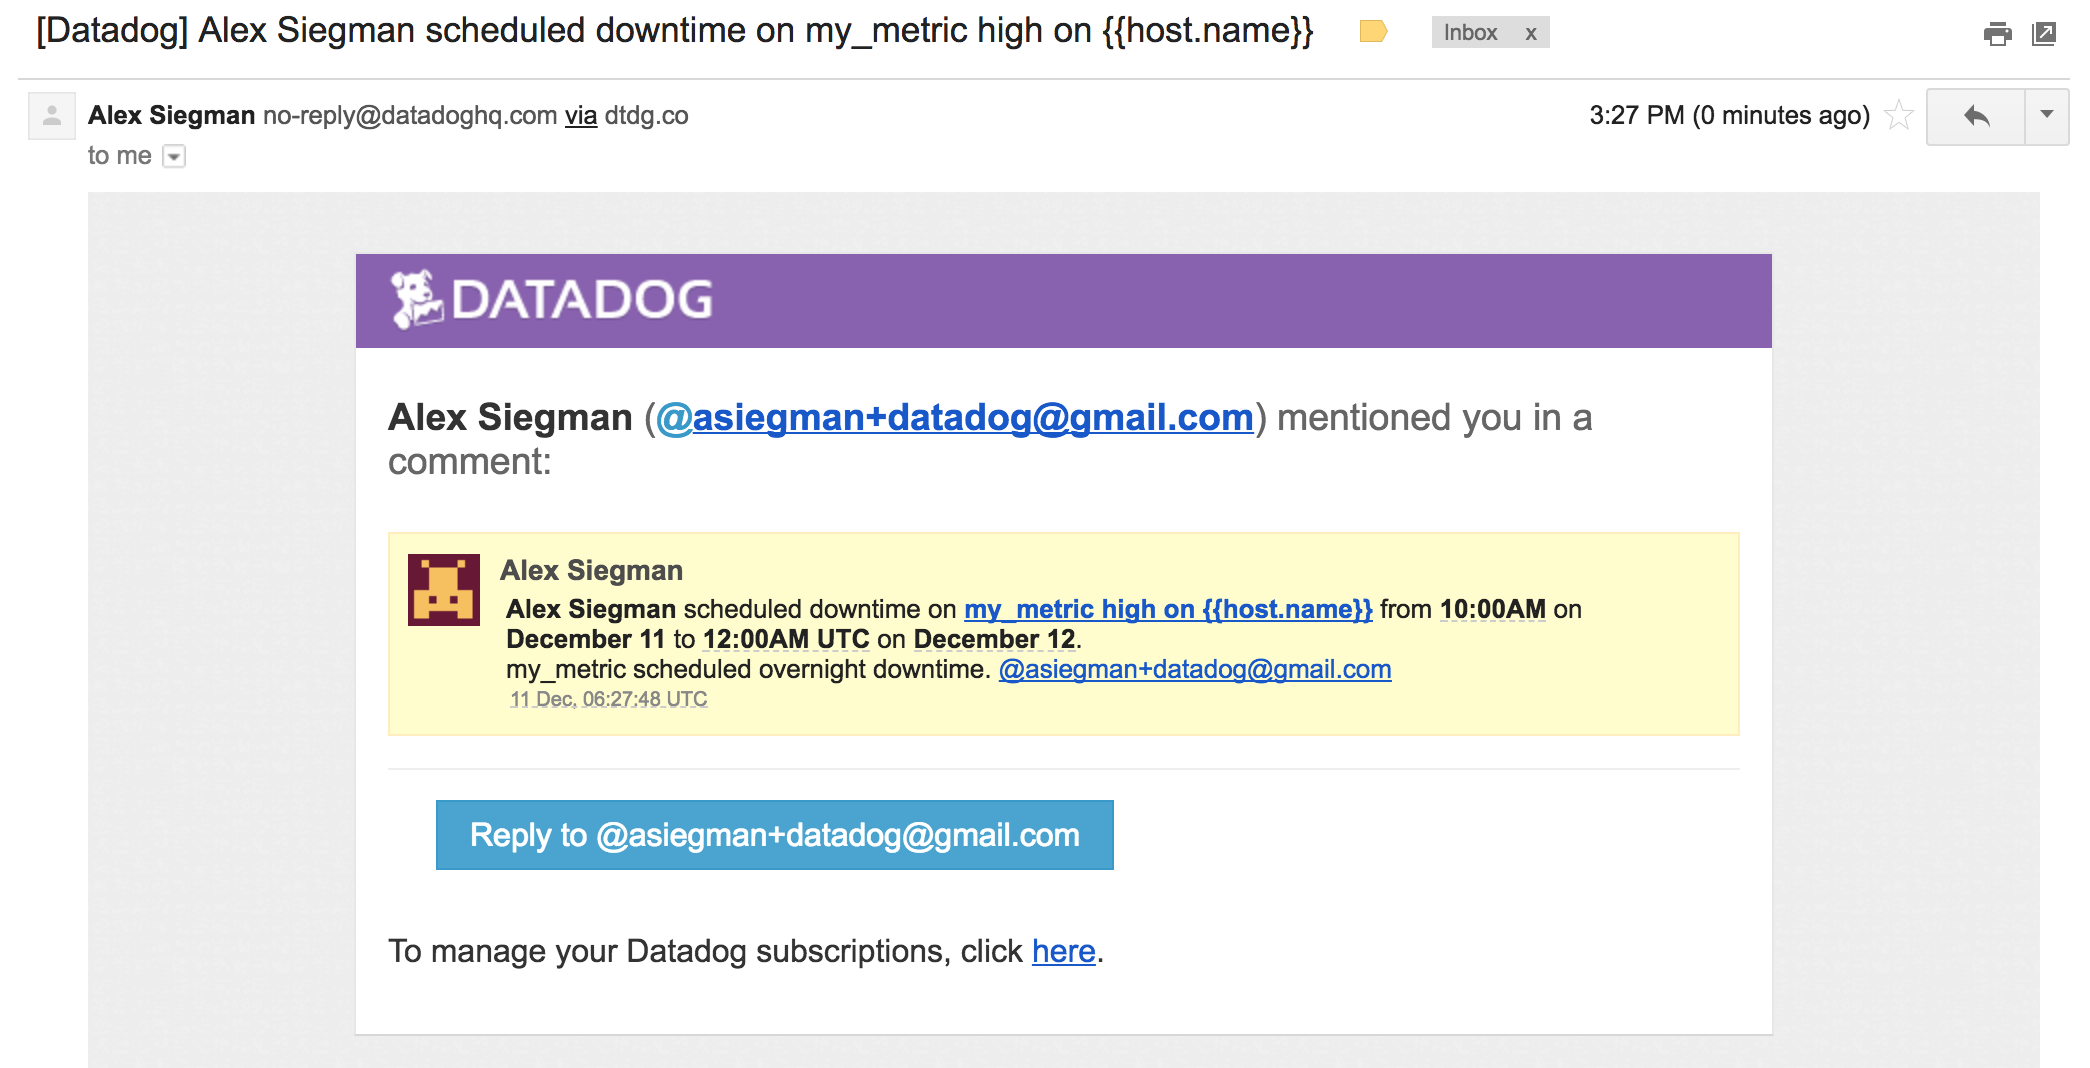 [Datadog] Alex Siegman scheduled downtime on my_metric high on {{host.name}}
Inbox x
Alex Siegman no-reply@datadoghq.com via dtdg.co
3:27 PM (0 minutes ago)
to me
DATADOG
Alex Siegman (@asiegman+datadog@gmail.com) mentioned you in a
comment:
Alex Siegman
Alex Siegman scheduled downtime on my_metric high on {{host.name}} from 10:00AM on
December 11 to 12:00AM UTC on December 12.
my_metric scheduled overnight downtime. @asiegman+datadog@gmail.com
11 Dec, 06:27:48 UTC
Reply to @asiegman+datadog@gmail.com
To manage your Datadog subscriptions, click here.